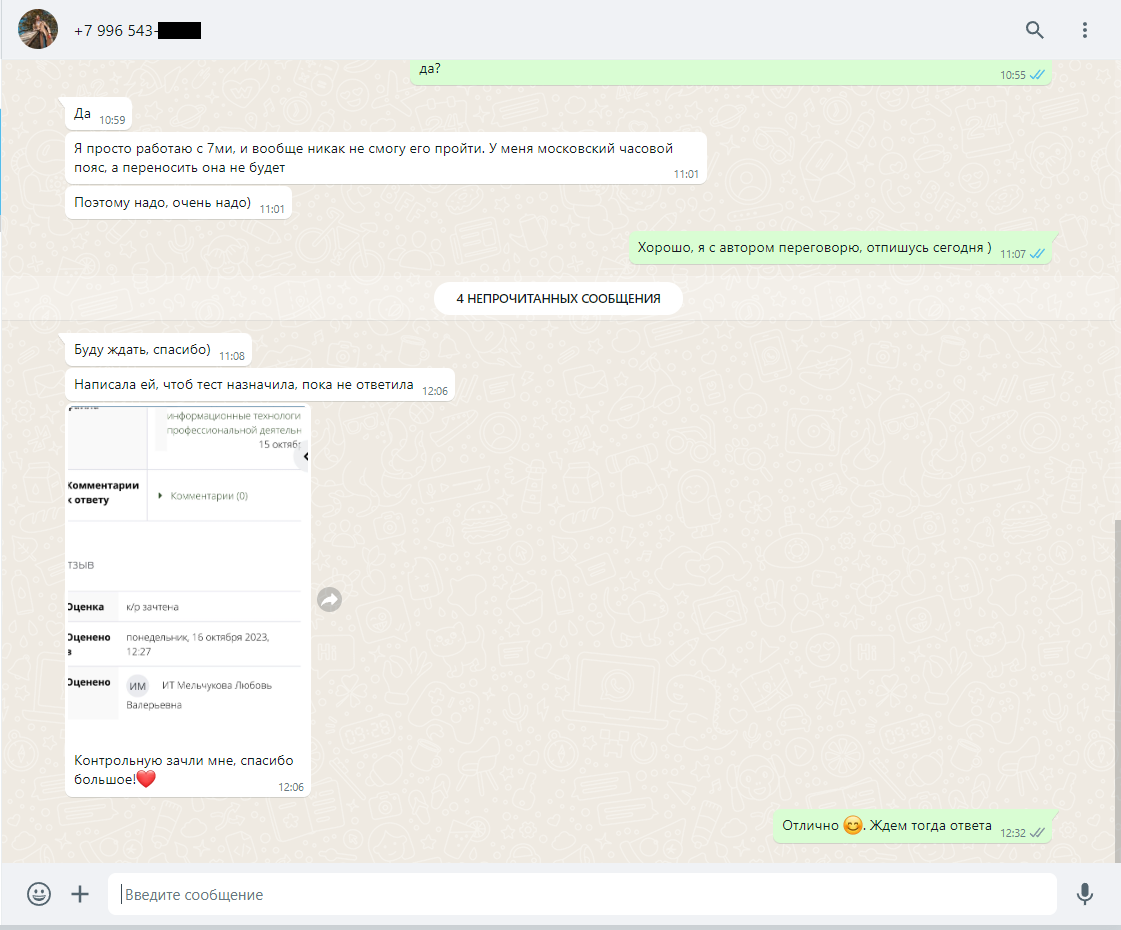 +7 996 543-
да?
10:55
Да 10:59
Я просто работаю с 7ми, и вообще никак не смогу его пройти. У меня московский часовой
пояс, а переносить она не будет
11:01
Поэтому надо, очень надо) 11:01
Хорошо, я с автором переговорю, отпишусь сегодня ) 11:07
4 НЕПРОЧИТАННЫХ СООБЩЕНИЯ
Буду ждать, спасибо) 11:08
Написала ей, чтоб тест назначила, пока не ответила 12:06
информационные технологи
профессиональной деятельн
15 октябр
Комментарии
к ответу
Комментарии (0)
тзыв
Оценка к/р зачтена
Оценено
в
понедельник, 16 октября 2023,
12:27
Оценено ИМ ИТ Мельчукова Любовь
Валерьевна
Контрольную зачли мне, спасибо
большое!❤️
12:06
Отлично 😊. Ждем тогда ответа 12:32
Введите сообщение